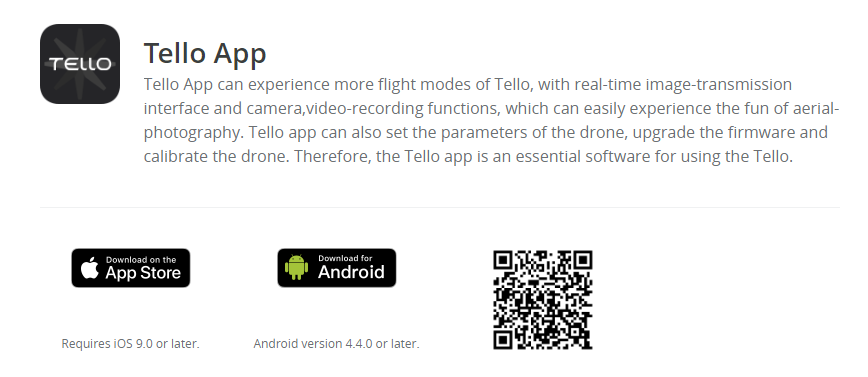 TELLO
Tello App
Tello App can experience more flight modes of Tello, with real-time image-transmission
interface and camera,video-recording functions, which can easily experience the fun of aerial-
photography. Tello app can also set the parameters of the drone, upgrade the firmware and
calibrate the drone. Therefore, the Tello app is an essential software for using the Tello.
Download on the
App Store
Download for
Android
Requires iOS 9.0 or later.
Android version 4.4.0 or later.